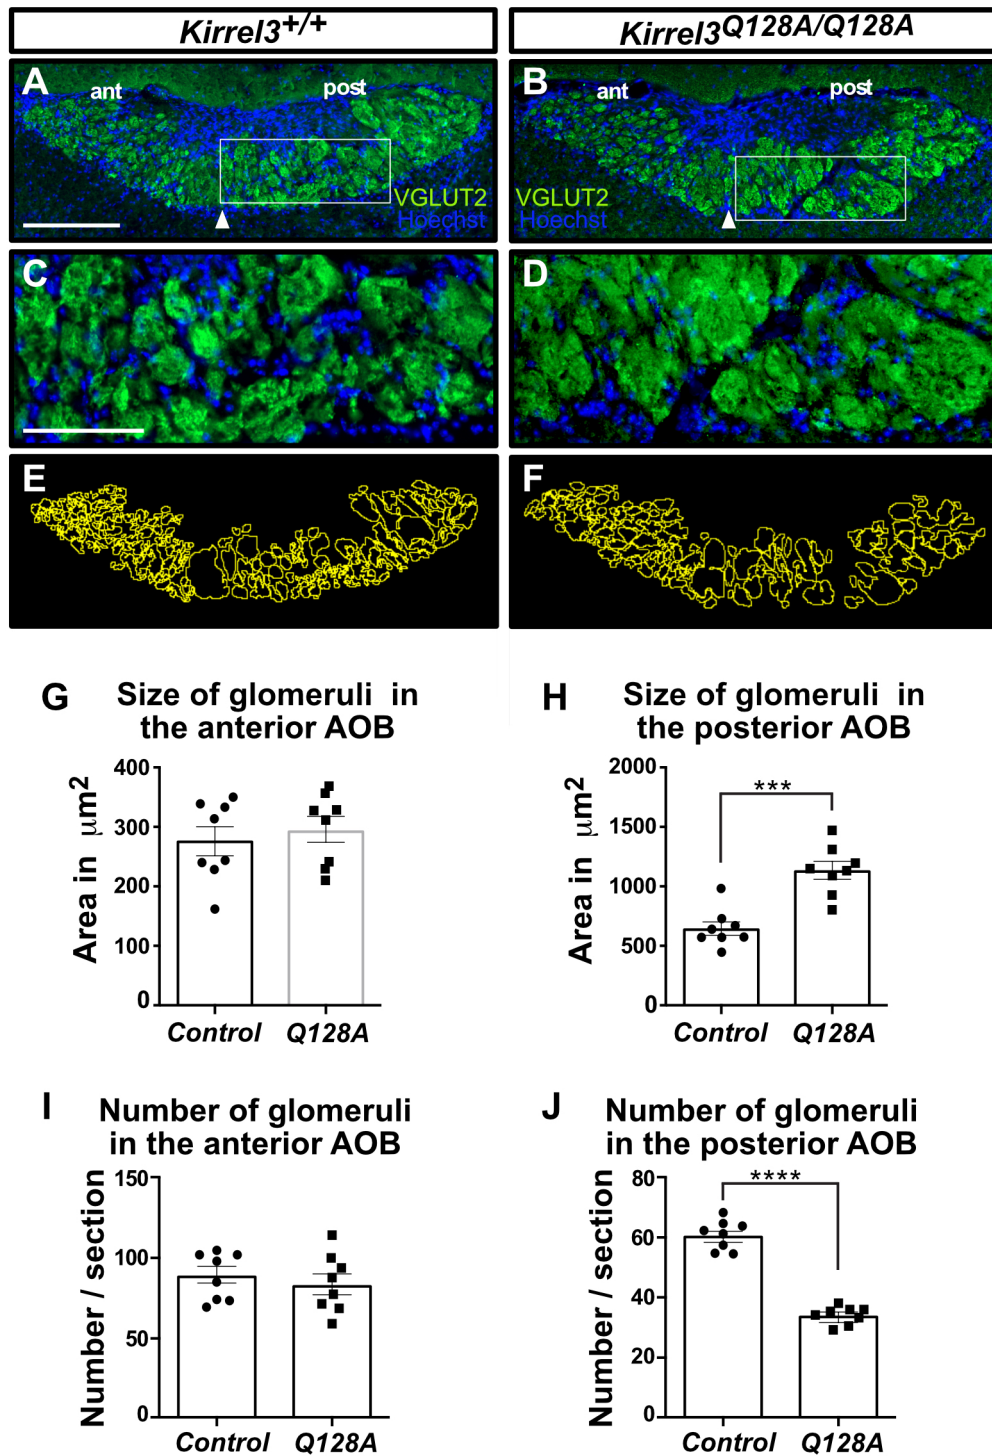 Kirrel3+/+
Kirrel3Q128A/Q128A
A
ant
post
VGLUT2
Hoechst
B
ant
post
VGLUT2
Hoechst
C
D
E
F
G
Size of glomeruli in
the anterior AOB
Area in μm2
400
300
200
100
0
Control
Q128A
H
Size of glomeruli in
the posterior AOB
Area in μm2
***
2000
1500
1000
500
0
Control
Q128A
I
Number of glomeruli
in the anterior AOB
Number / section
150
100
50
0
Control
Q128A
J
Number of glomeruli
in the posterior AOB
Number / section
****
80
60
40
20
0
Control
Q128A